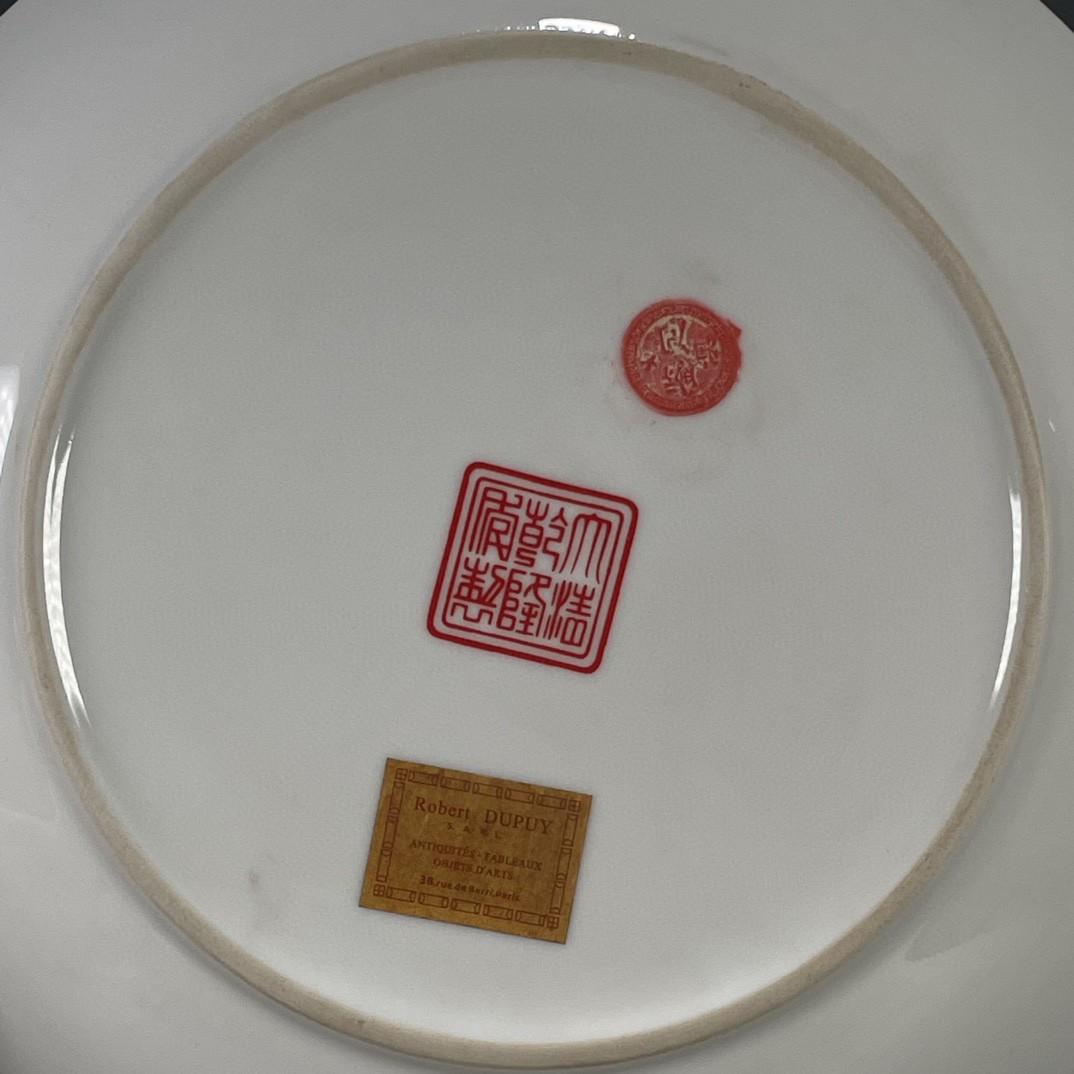 大清
乾隆
年製
Robert DUPUY
S. A. R. L.
ANTIQUITÉS - TABLEAUX
OBJETS D'ARTS
38, rue de Berri, paris